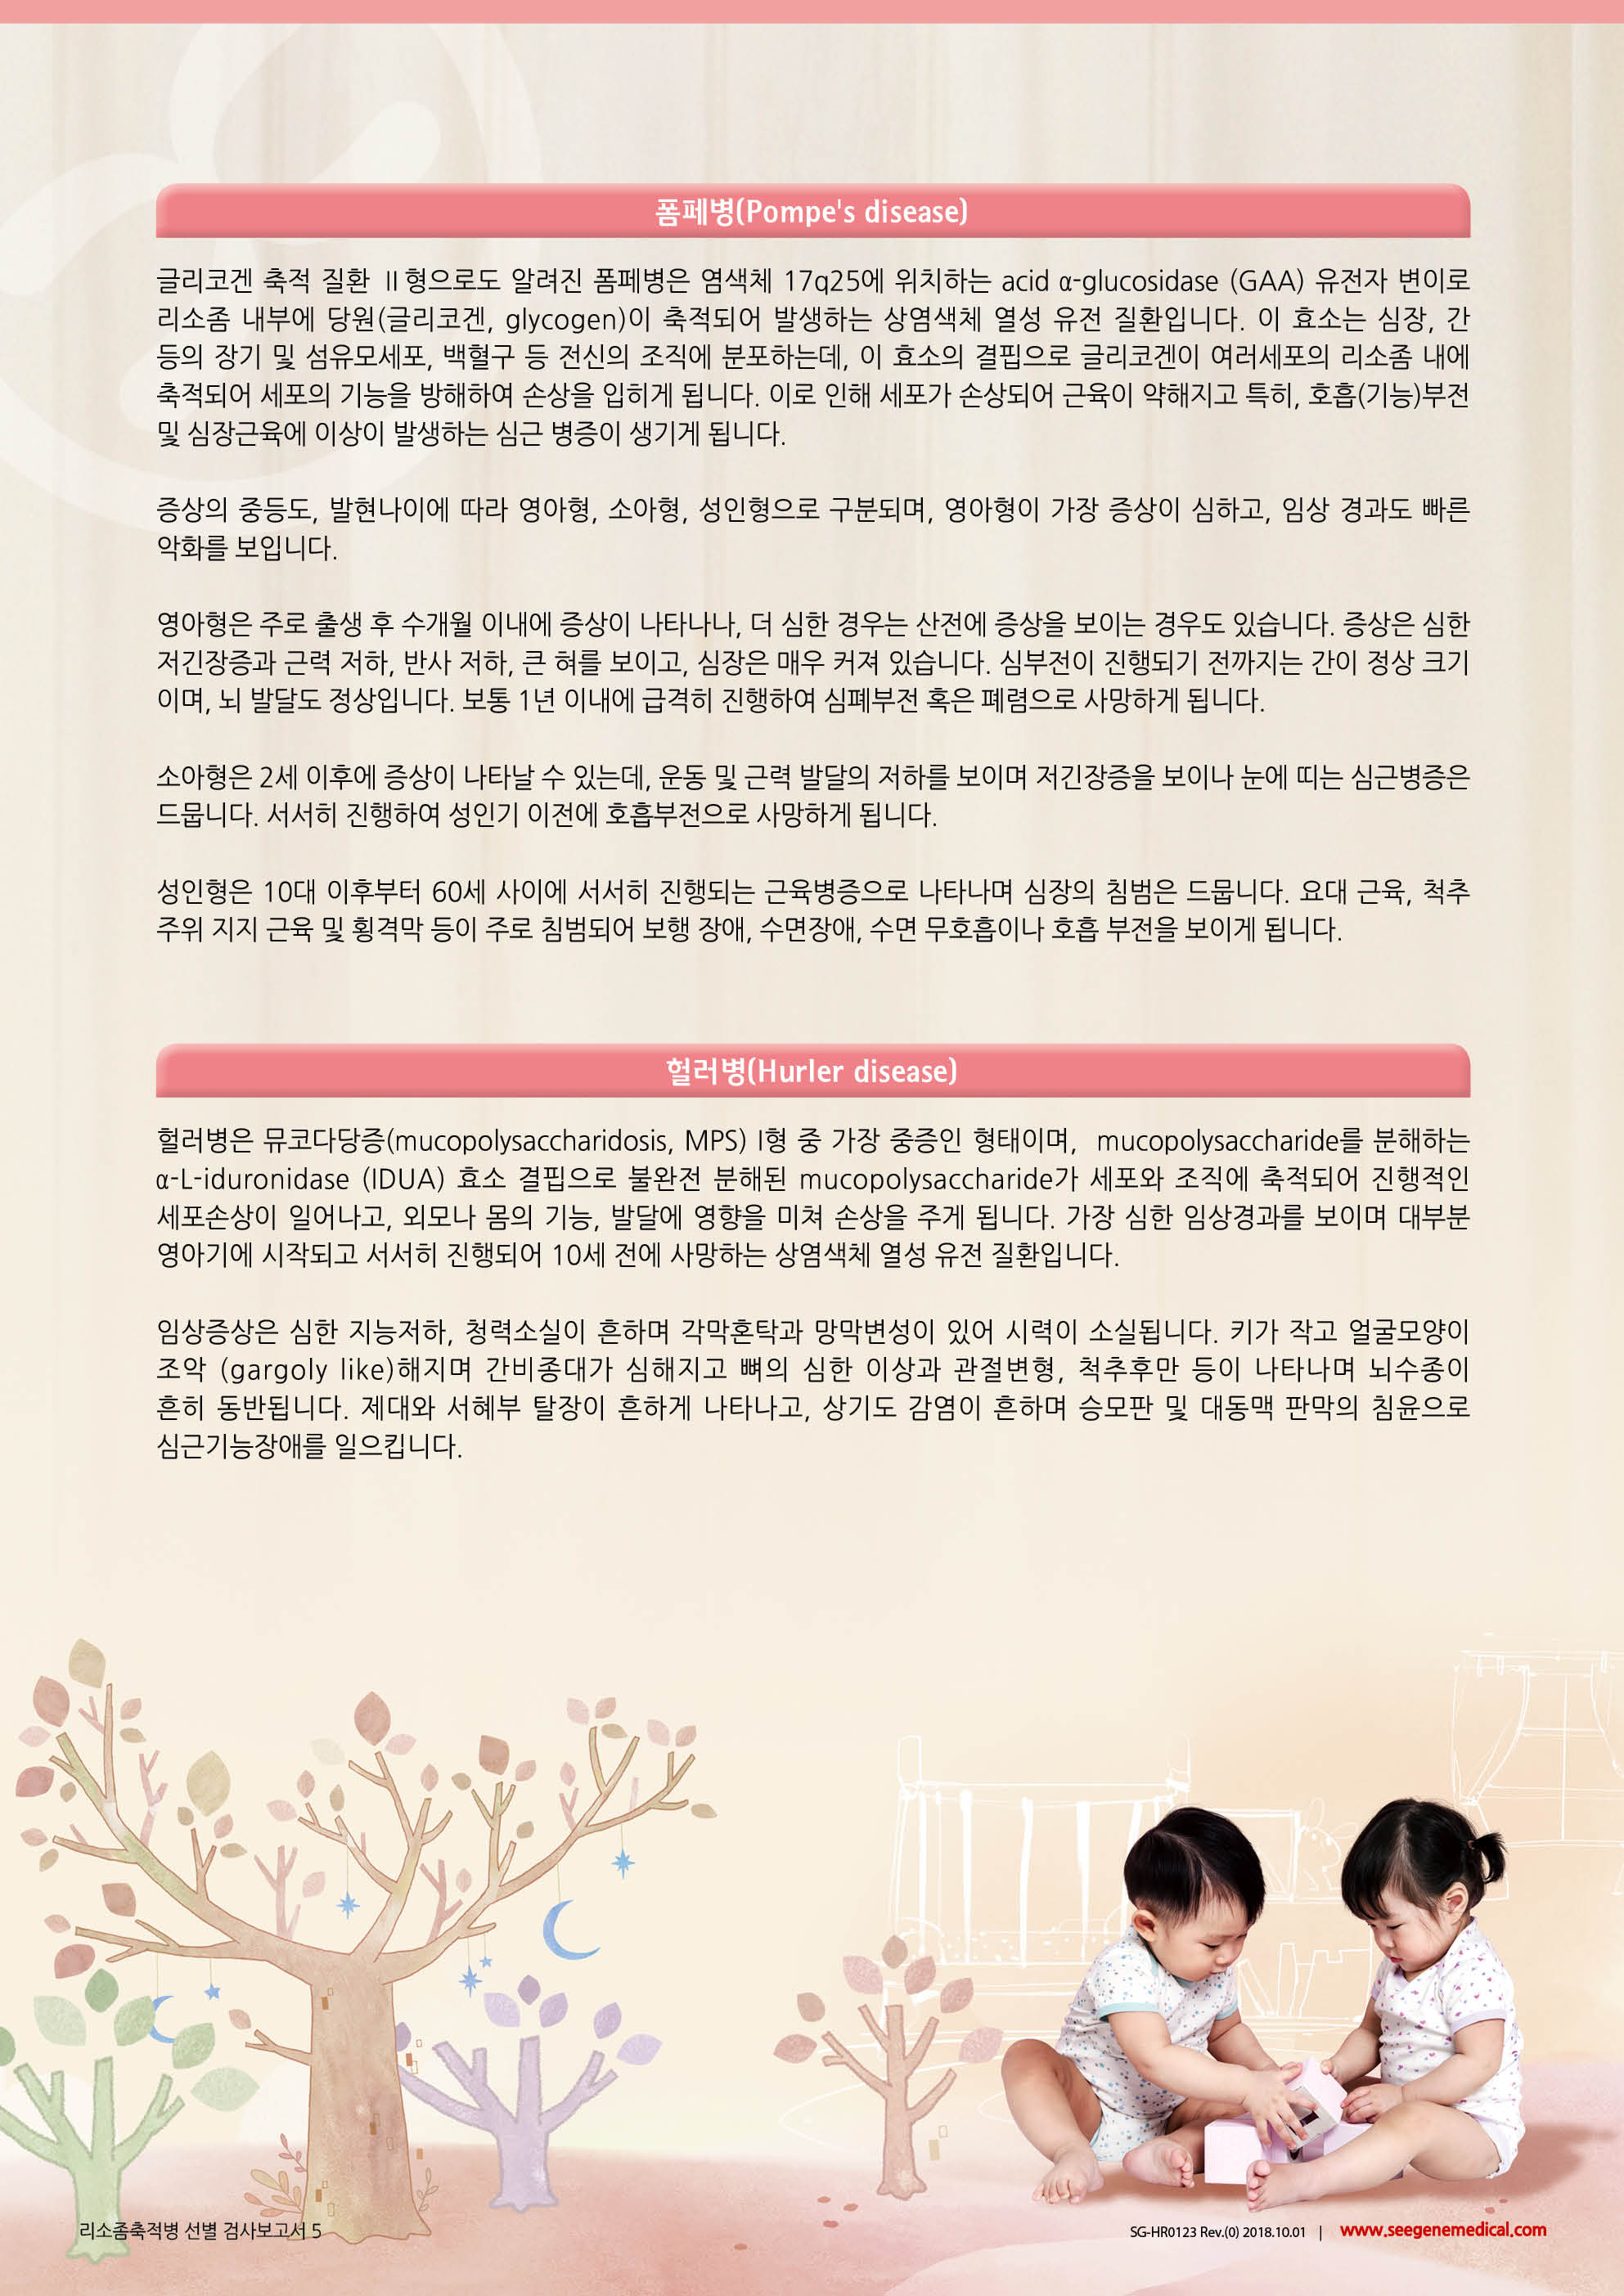 폼페병(Pompe's disease)
글리코겐 축적 질환 Ⅱ형으로도 알려진 폼페병은 염색체 17q25에 위치하는 acid α-glucosidase (GAA) 유전자 변이로
리소좀 내부에 당원(글리코겐, glycogen)이 축적되어 발생하는 상염색체 열성 유전 질환입니다. 이 효소는 심장, 간
등의 장기 및 섬유모세포, 백혈구 등 전신의 조직에 분포하는데, 이 효소의 결핍으로 글리코겐이 여러세포의 리소좀 내에
축적되어 세포의 기능을 방해하여 손상을 입히게 됩니다. 이로 인해 세포가 손상되어 근육이 약해지고 특히, 호흡(기능)부전
및 심장근육에 이상이 발생하는 심근 병증이 생기게 됩니다.
증상의 중등도, 발현나이에 따라 영아형, 소아형, 성인형으로 구분되며, 영아형이 가장 증상이 심하고, 임상 경과도 빠른
악화를 보입니다.
영아형은 주로 출생 후 수개월 이내에 증상이 나타나나, 더 심한 경우는 산전에 증상을 보이는 경우도 있습니다. 증상은 심한
저긴장증과 근력 저하, 반사 저하, 큰 혀를 보이고, 심장은 매우 커져 있습니다. 심부전이 진행되기 전까지는 간이 정상 크기
이며, 뇌 발달도 정상입니다. 보통 1년 이내에 급격히 진행하여 심폐부전 혹은 폐렴으로 사망하게 됩니다.
소아형은 2세 이후에 증상이 나타날 수 있는데, 운동 및 근력 발달의 저하를 보이며 저긴장증을 보이나 눈에 띠는 심근병증은
드뭅니다. 서서히 진행하여 성인기 이전에 호흡부전으로 사망하게 됩니다.
성인형은 10대 이후부터 60세 사이에 서서히 진행되는 근육병증으로 나타나며 심장의 침범은 드뭅니다. 요대 근육, 척추
주위 지지 근육 및 횡격막 등이 주로 침범되어 보행 장애, 수면장애, 수면 무호흡이나 호흡 부전을 보이게 됩니다.
헐러병(Hurler disease)
헐러병은 뮤코다당증(mucopolysaccharidosis, MPS) I형 중 가장 중증인 형태이며, mucopolysaccharide를 분해하는
α-L-iduronidase (IDUA) 효소 결핍으로 불완전 분해된 mucopolysaccharide가 세포와 조직에 축적되어 진행적인
세포손상이 일어나고, 외모나 몸의 기능, 발달에 영향을 미쳐 손상을 주게 됩니다. 가장 심한 임상경과를 보이며 대부분
영아기에 시작되고 서서히 진행되어 10세 전에 사망하는 상염색체 열성 유전 질환입니다.
임상증상은 심한 지능저하, 청력소실이 흔하며 각막혼탁과 망막변성이 있어 시력이 소실됩니다. 키가 작고 얼굴모양이
조악 (gargoly like)해지며 간비종대가 심해지고 뼈의 심한 이상과 관절변형, 척추후만 등이 나타나며 뇌수종이
흔히 동반됩니다. 제대와 서혜부 탈장이 흔하게 나타나고, 상기도 감염이 흔하며 승모판 및 대동맥 판막의 침윤으로
심근기능장애를 일으킵니다.
리소좀축적병 선별 검사보고서 5
SG-HR0123 Rev.(0) 2018.10.01 | www.seegenemedical.com